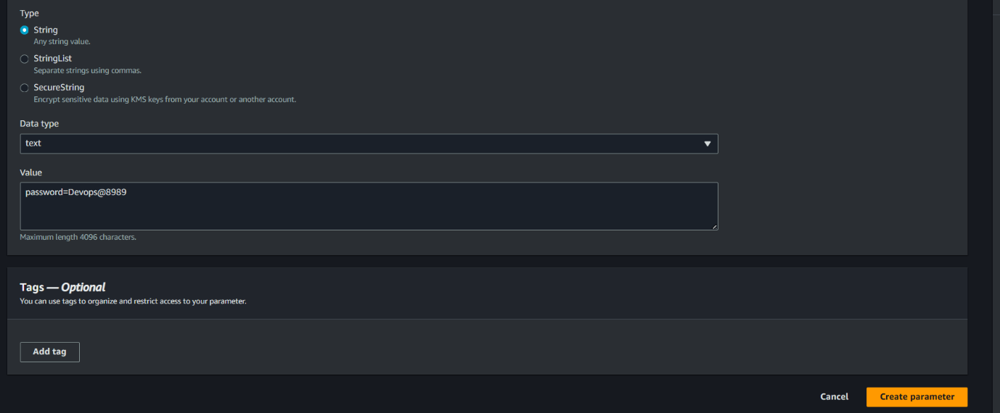 Type
String
Any string value.
StringList
Separate strings using commas.
SecureString
Encrypt sensitive data using KMS keys from your account or another account.
Data type
text
Value
password=Devops@8989
Maximum length 4096 characters.
Tags — Optional
You can use tags to organize and restrict access to your parameter.
Add tag
Cancel Create parameter